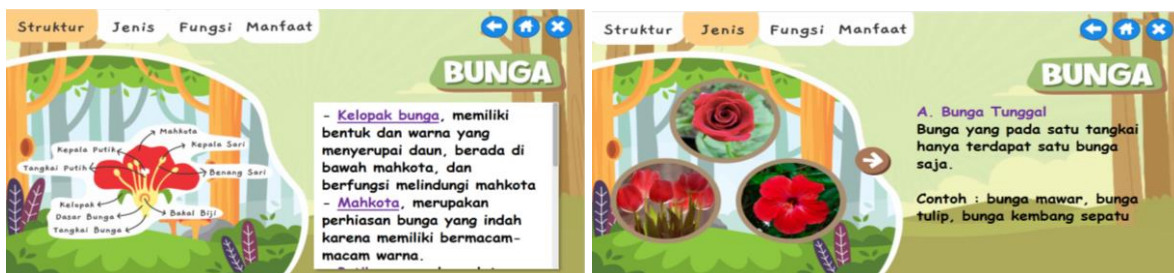 Struktur Jenis Fungsi Manfaat
BUNGA
Mahkota
Kepala Putik
Kepala Sari
Tangkai Putik
Benang Sari
Kelopak
Dasar Bunga
Bakal Biji
Tangkai Bunga
- Kelopak bunga, memiliki
bentuk dan warna yang
menyerupai daun, berada di
bawah mahkota, dan
berfungsi melindungi mahkota
- Mahkota, merupakan
perhiasan bunga yang indah
karena memiliki bermacam-
macam warna.
Struktur Jenis Fungsi Manfaat
BUNGA
A. Bunga Tunggal
Bunga yang pada satu tangkai
hanya terdapat satu bunga
saja.
Contoh : bunga mawar, bunga
tulip, bunga kembang sepatu